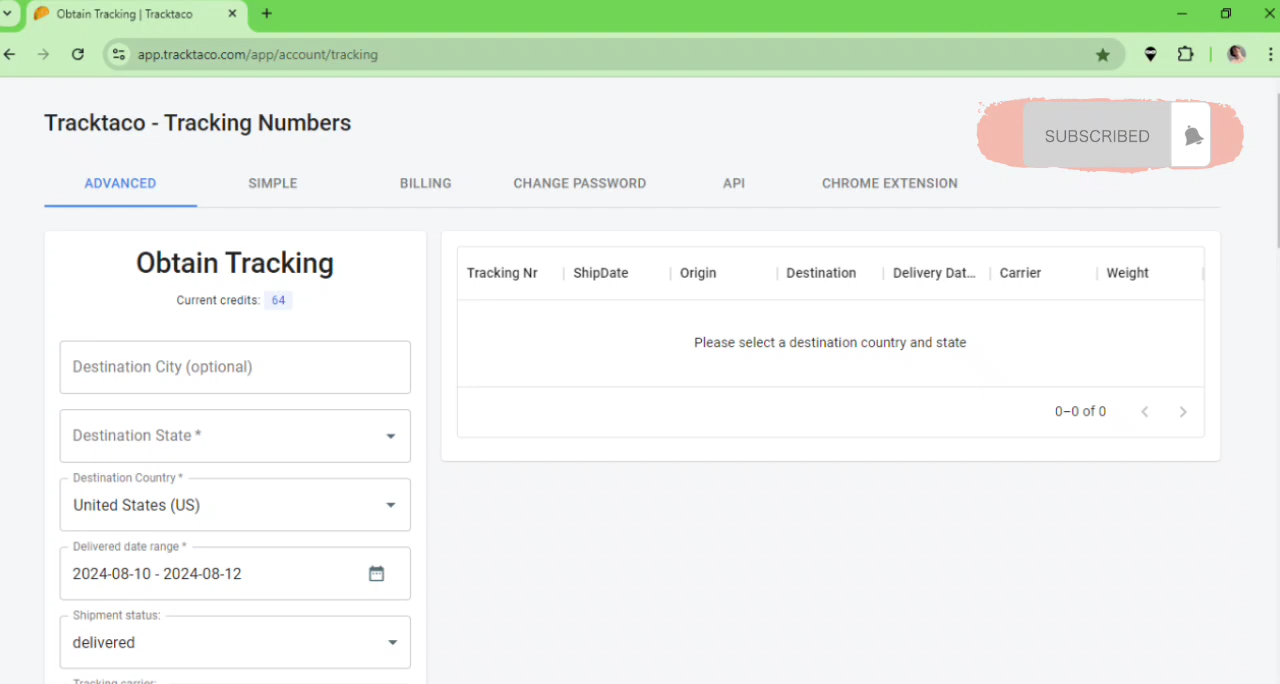 Obtain Tracking | Tracktaco
app.tracktaco.com/app/account/tracking
Tracktaco - Tracking Numbers
SUBSCRIBED
ADVANCED SIMPLE BILLING CHANGE PASSWORD API CHROME EXTENSION
Obtain Tracking
Current credits: 64
Destination City (optional)
Destination State *
Destination Country *
United States (US)
Delivered date range *
2024-08-10 - 2024-08-12
Shipment status:
delivered
Tracking carrier:
Tracking Nr ShipDate Origin Destination Delivery Dat... Carrier Weight
Please select a destination country and state
0–0 of 0